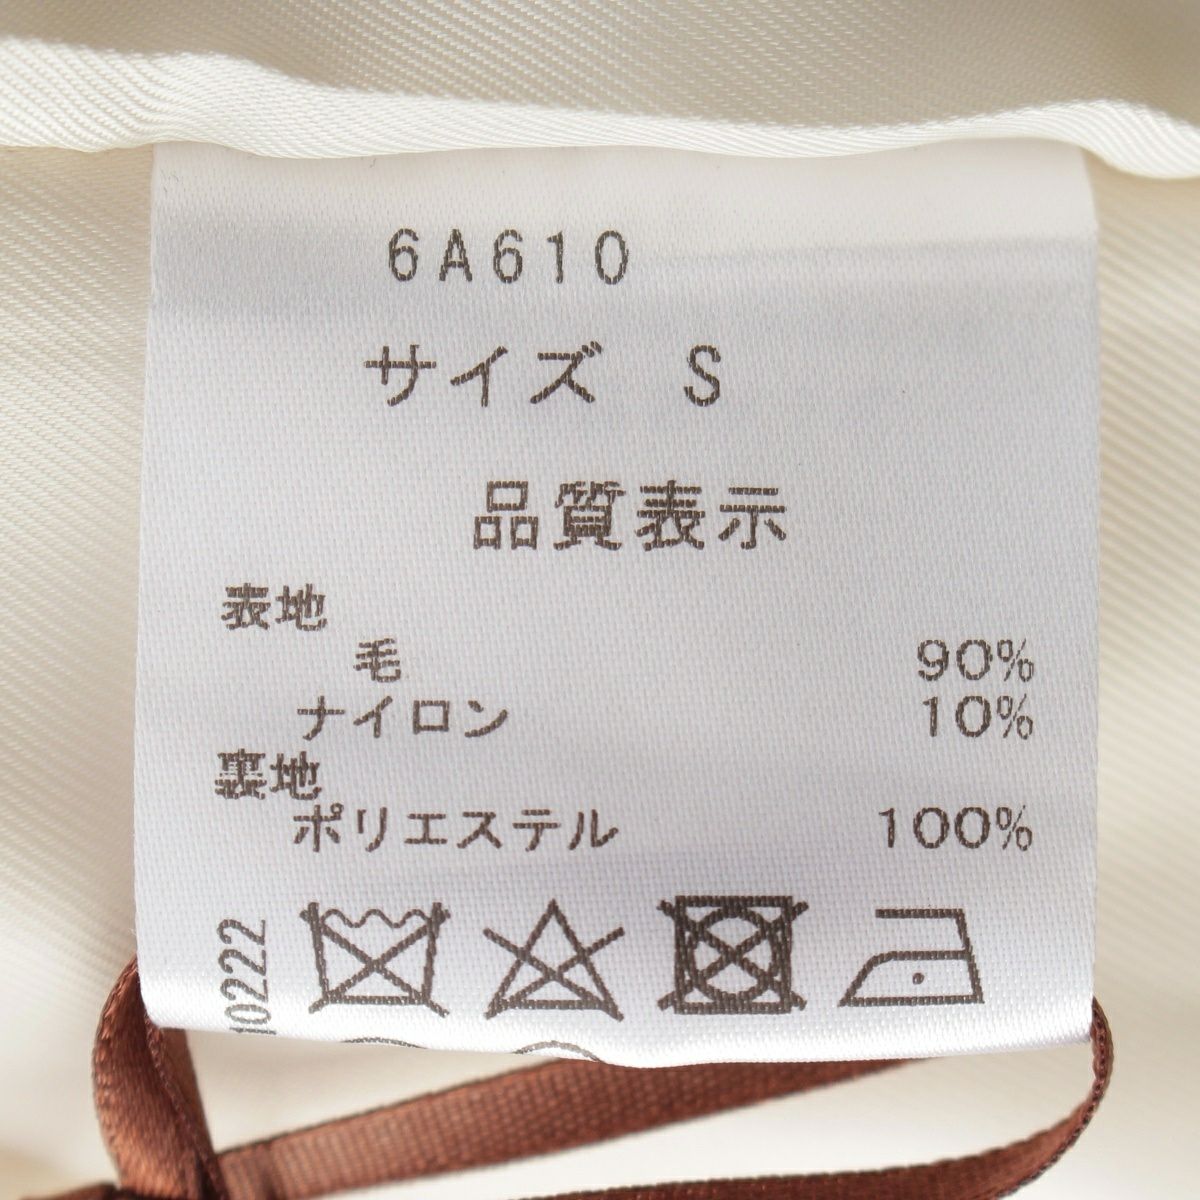 6A610
サイズ S
品質表示
表地
毛 90%
ナイロン 10%
裏地
ポリエステル 100%